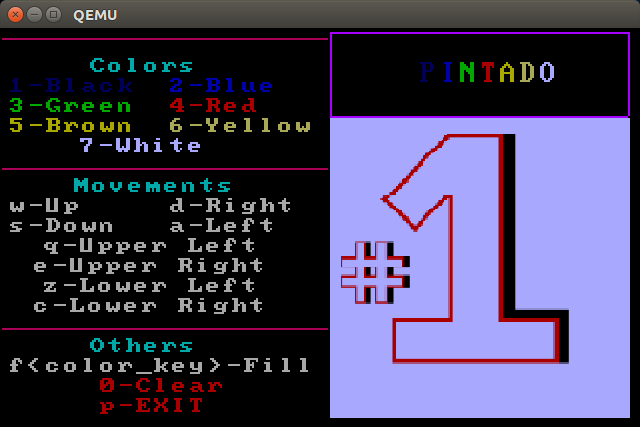 QEMU
Colors
1-Black 2-Blue
3-Green 4-Red
5-Brown 6-Yellow
7-White
Movements
w-Up d-Right
s-Down a-Left
q-Upper Left
e-Upper Right
z-Lower Left
c-Lower Right
Others
f<color_key>-Fill
0-Clear
p-EXIT
PINTADO
#1